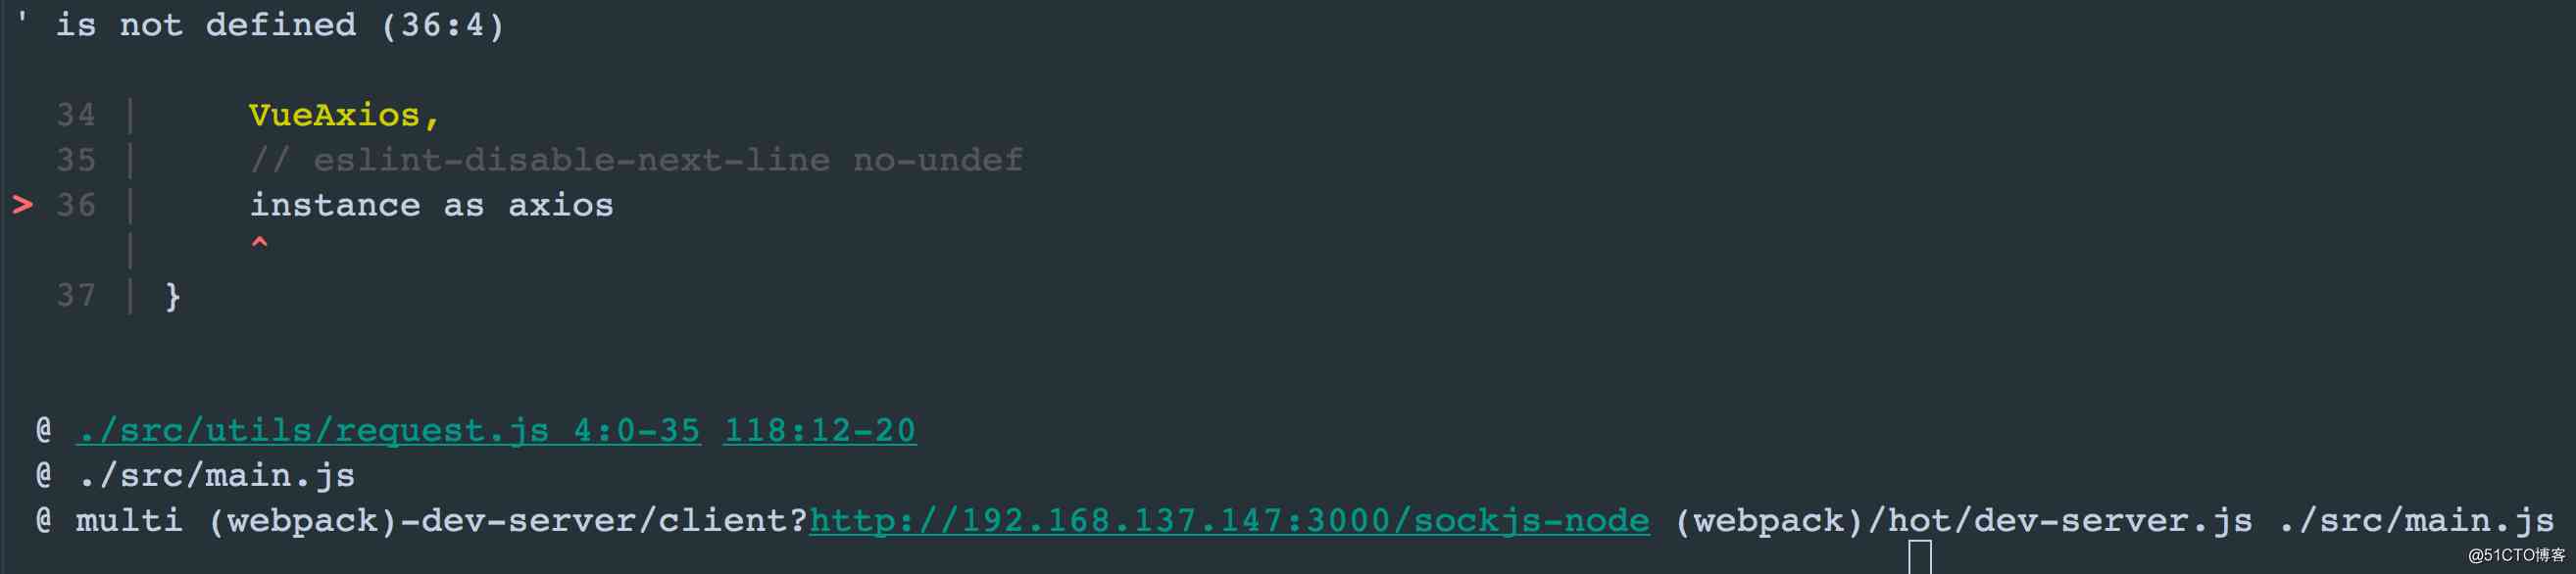 ' is not defined (36:4)
34 | VueAxios,
35 | // eslint-disable-next-line no-undef
> 36 | instance as axios
| ^
37 | }
@ ./src/utils/request.js 4:0-35 118:12-20
@ ./src/main.js
@ multi (webpack)-dev-server/client?http://192.168.137.147:3000/sockjs-node (webpack)/hot/dev-server.js ./src/main.js
@51CTO博客